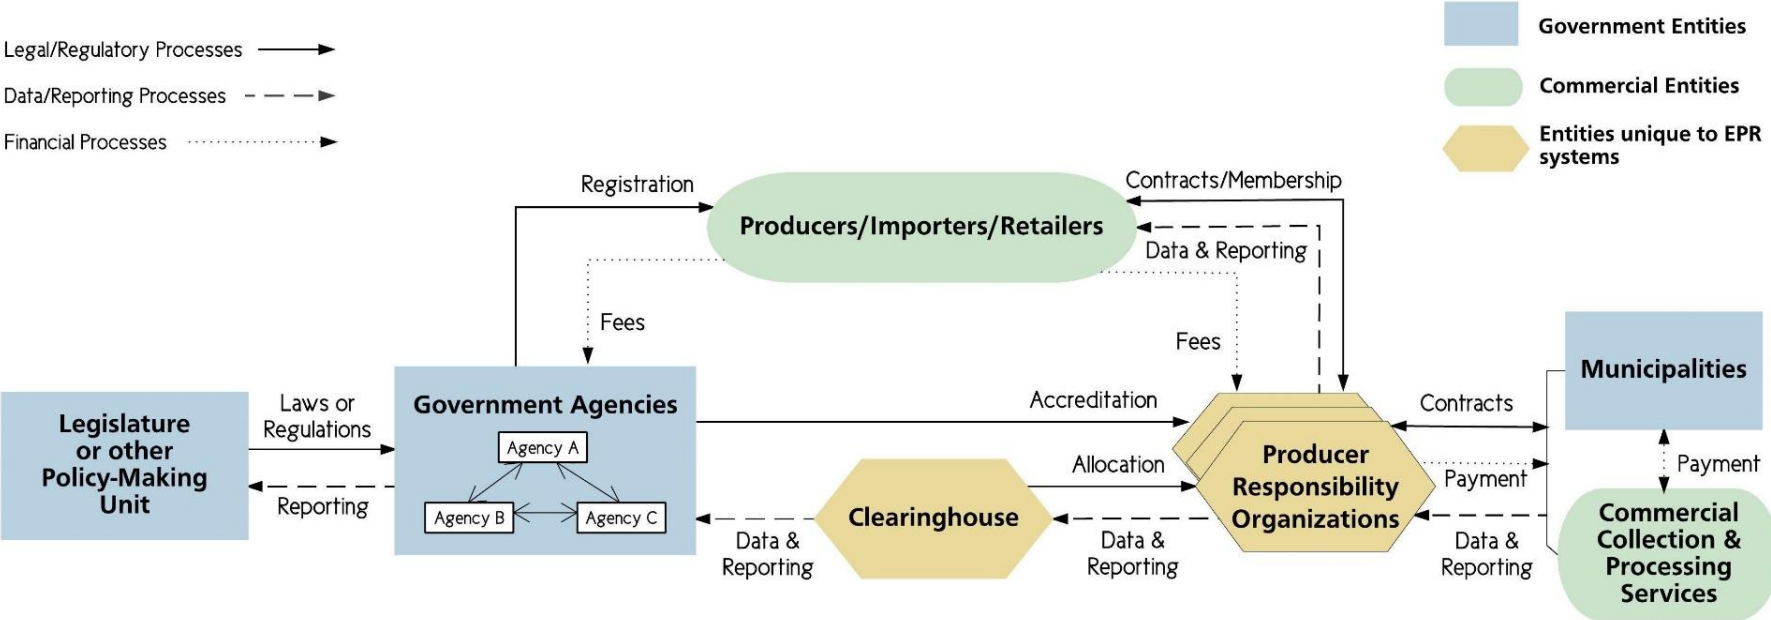 Legal/Regulatory Processes
Data/Reporting Processes
Financial Processes
Government Entities
Commercial Entities
Entities unique to EPR
systems
Registration
Producers/Importers/Retailers
Contracts/Membership
Data & Reporting
Fees
Fees
Legislature
or other
Policy-Making
Unit
Laws or
Regulations
Reporting
Government Agencies
Agency A
Agency B
Agency C
Accreditation
Allocation
Clearinghouse
Data &
Reporting
Data &
Reporting
Producer
Responsibility
Organizations
Contracts
Payment
Data &
Reporting
Municipalities
Payment
Commercial
Collection &
Processing
Services